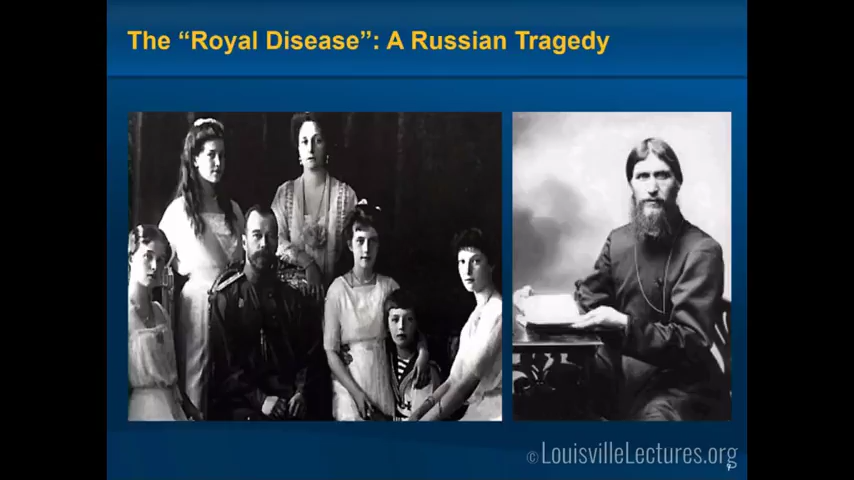 The “Royal Disease”: A Russian Tragedy
© LouisvilleLectures.org